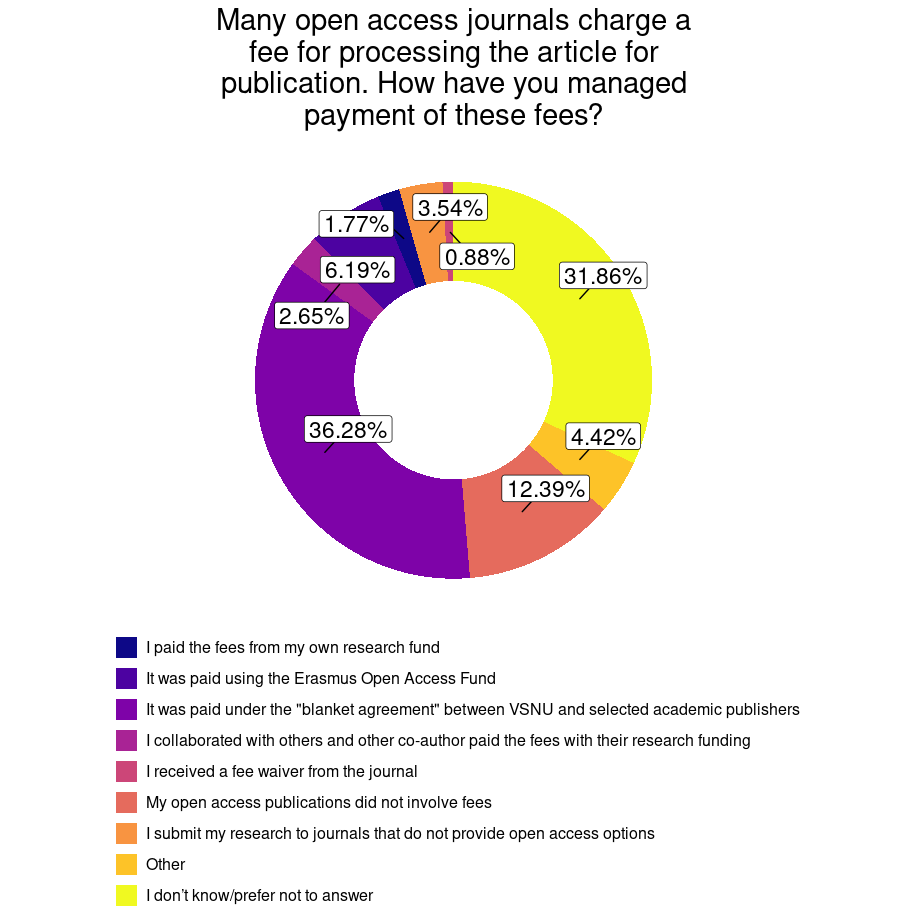 Many open access journals charge a
fee for processing the article for
publication. How have you managed
payment of these fees?
3.54%
1.77%
0.88%
6.19%
31.86%
2.65%
36.28%
4.42%
12.39%
I paid the fees from my own research fund
It was paid using the Erasmus Open Access Fund
It was paid under the "blanket agreement" between VSNU and selected academic publishers
I collaborated with others and other co-author paid the fees with their research funding
I received a fee waiver from the journal
My open access publications did not involve fees
I submit my research to journals that do not provide open access options
Other
I don’t know/prefer not to answer